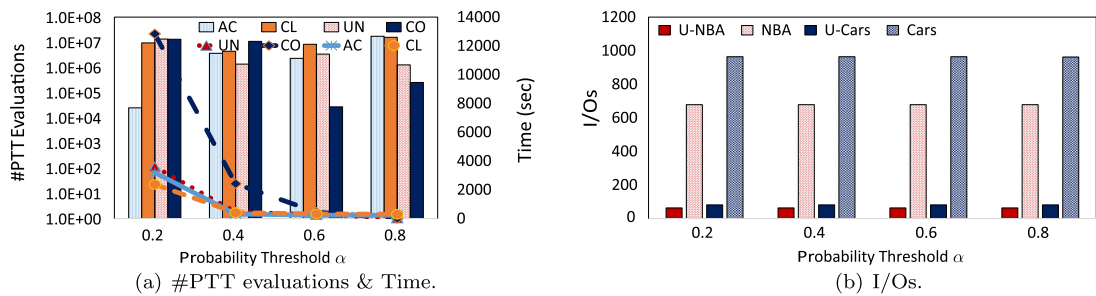 1.0E+08
1.0E+07
1.0E+06
1.0E+05
1.0E+04
1.0E+03
1.0E+02
1.0E+01
1.0E+00
#PTT Evaluations
AC CL UN CO
UN CO AC CL
14000
12000
10000
8000
6000
4000
2000
0
Time (sec)
0.2 0.4 0.6 0.8
Probability Threshold α
(a) #PTT evaluations & Time.
1200
1000
800
600
400
200
0
I/Os
U-NBA NBA U-Cars Cars
0.2 0.4 0.6 0.8
Probability Threshold α
(b) I/Os.